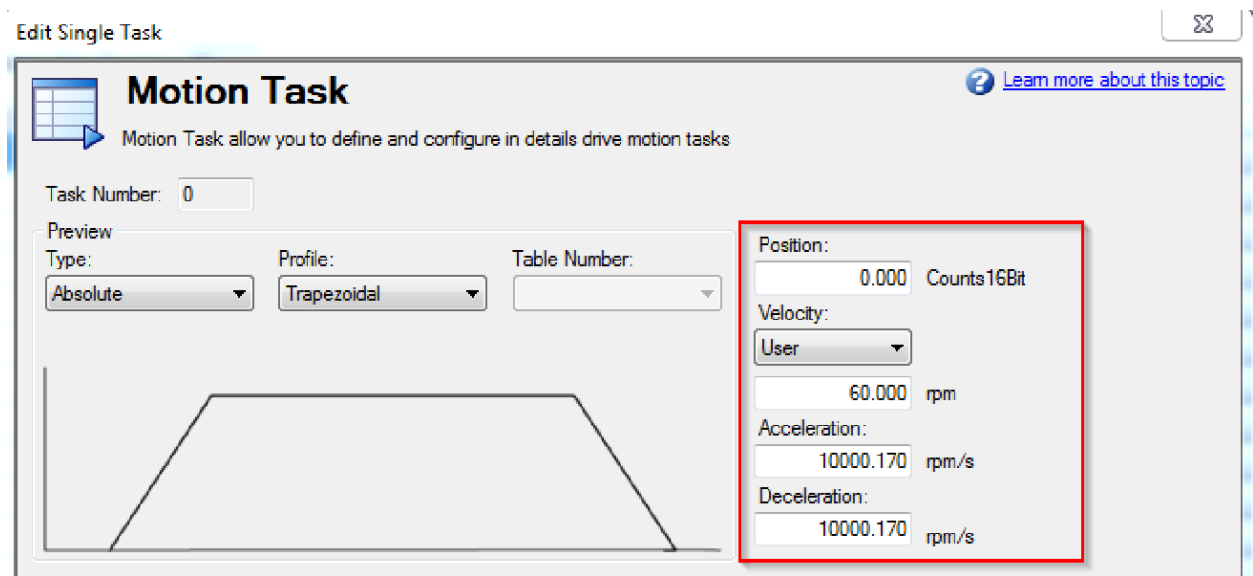 Edit Single Task
Motion Task
Learn more about this topic
Motion Task allow you to define and configure in details drive motion tasks
Task Number: 0
Preview
Type: Profile: Table Number:
Absolute Trapezoidal
Position:
0.000 Counts16Bit
Velocity:
User
60.000 rpm
Acceleration:
10000.170 rpm/s
Deceleration:
10000.170 rpm/s